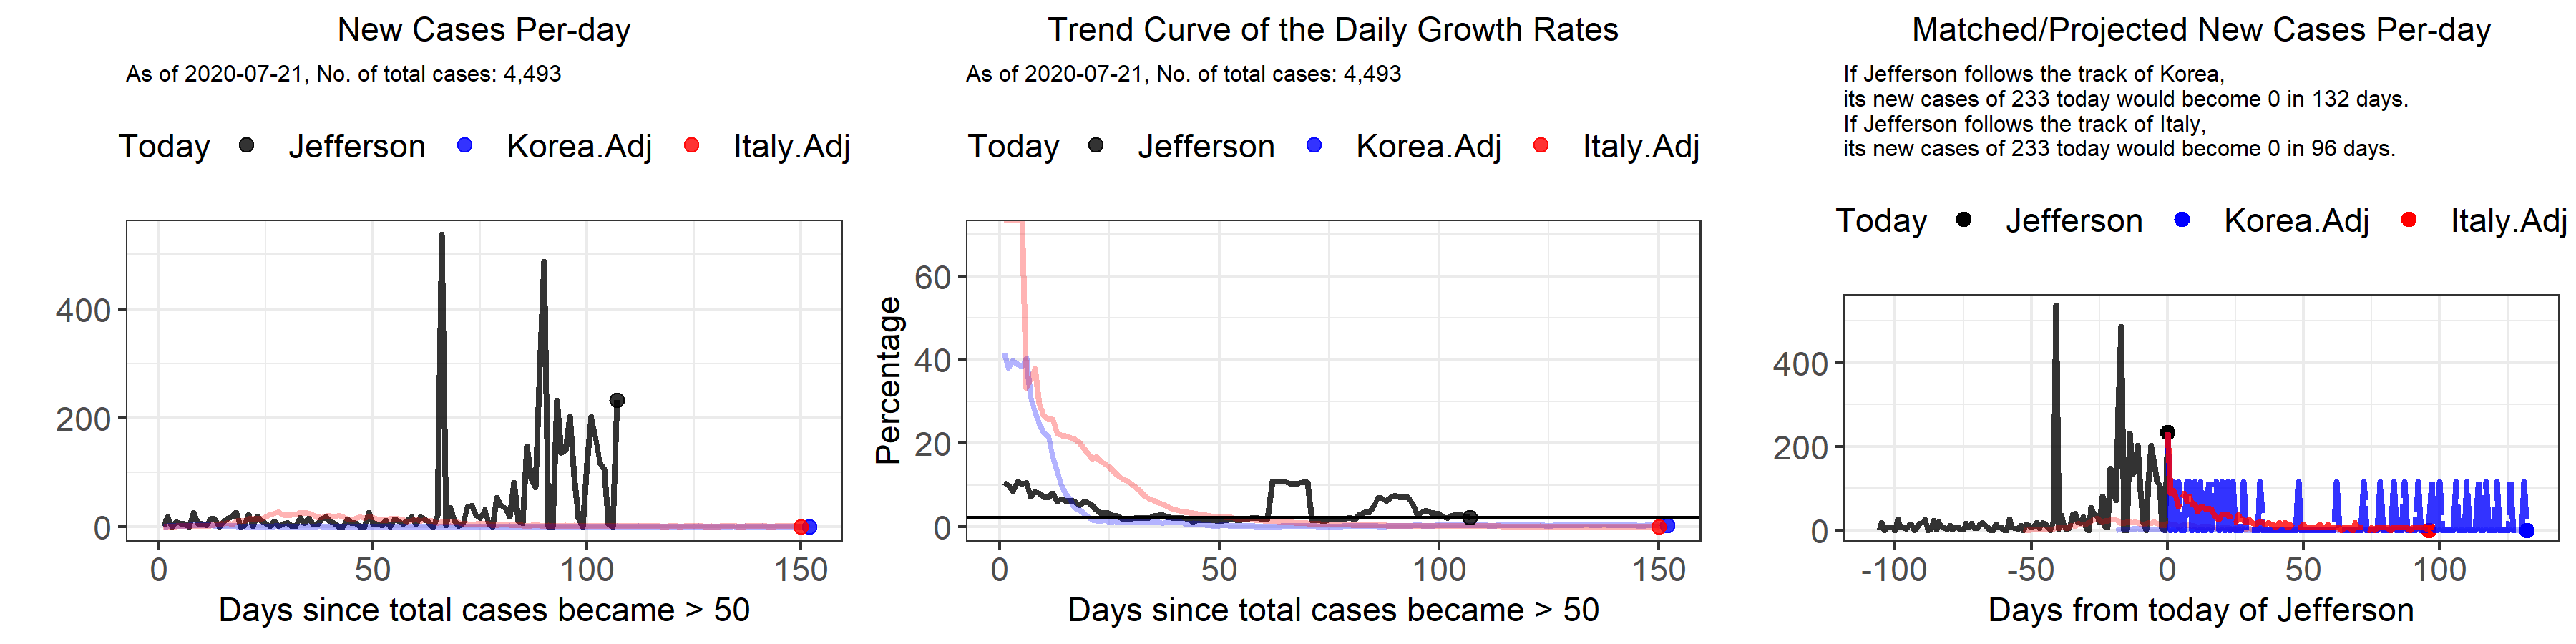 New Cases Per-day
As of 2020-07-21, No. of total cases: 4,493
Today Jefferson Korea.Adj Italy.Adj
400
200
0
0 50 100 150
Days since total cases became > 50
Trend Curve of the Daily Growth Rates
As of 2020-07-21, No. of total cases: 4,493
Today Jefferson Korea.Adj Italy.Adj
Percentage
60
40
20
0
0 50 100 150
Days since total cases became > 50
Matched/Projected New Cases Per-day
If Jefferson follows the track of Korea,
its new cases of 233 today would become 0 in 132 days.
If Jefferson follows the track of Italy,
its new cases of 233 today would become 0 in 96 days.
Today Jefferson Korea.Adj Italy.Adj
400
200
0
-100 -50 0 50 100
Days from today of Jefferson